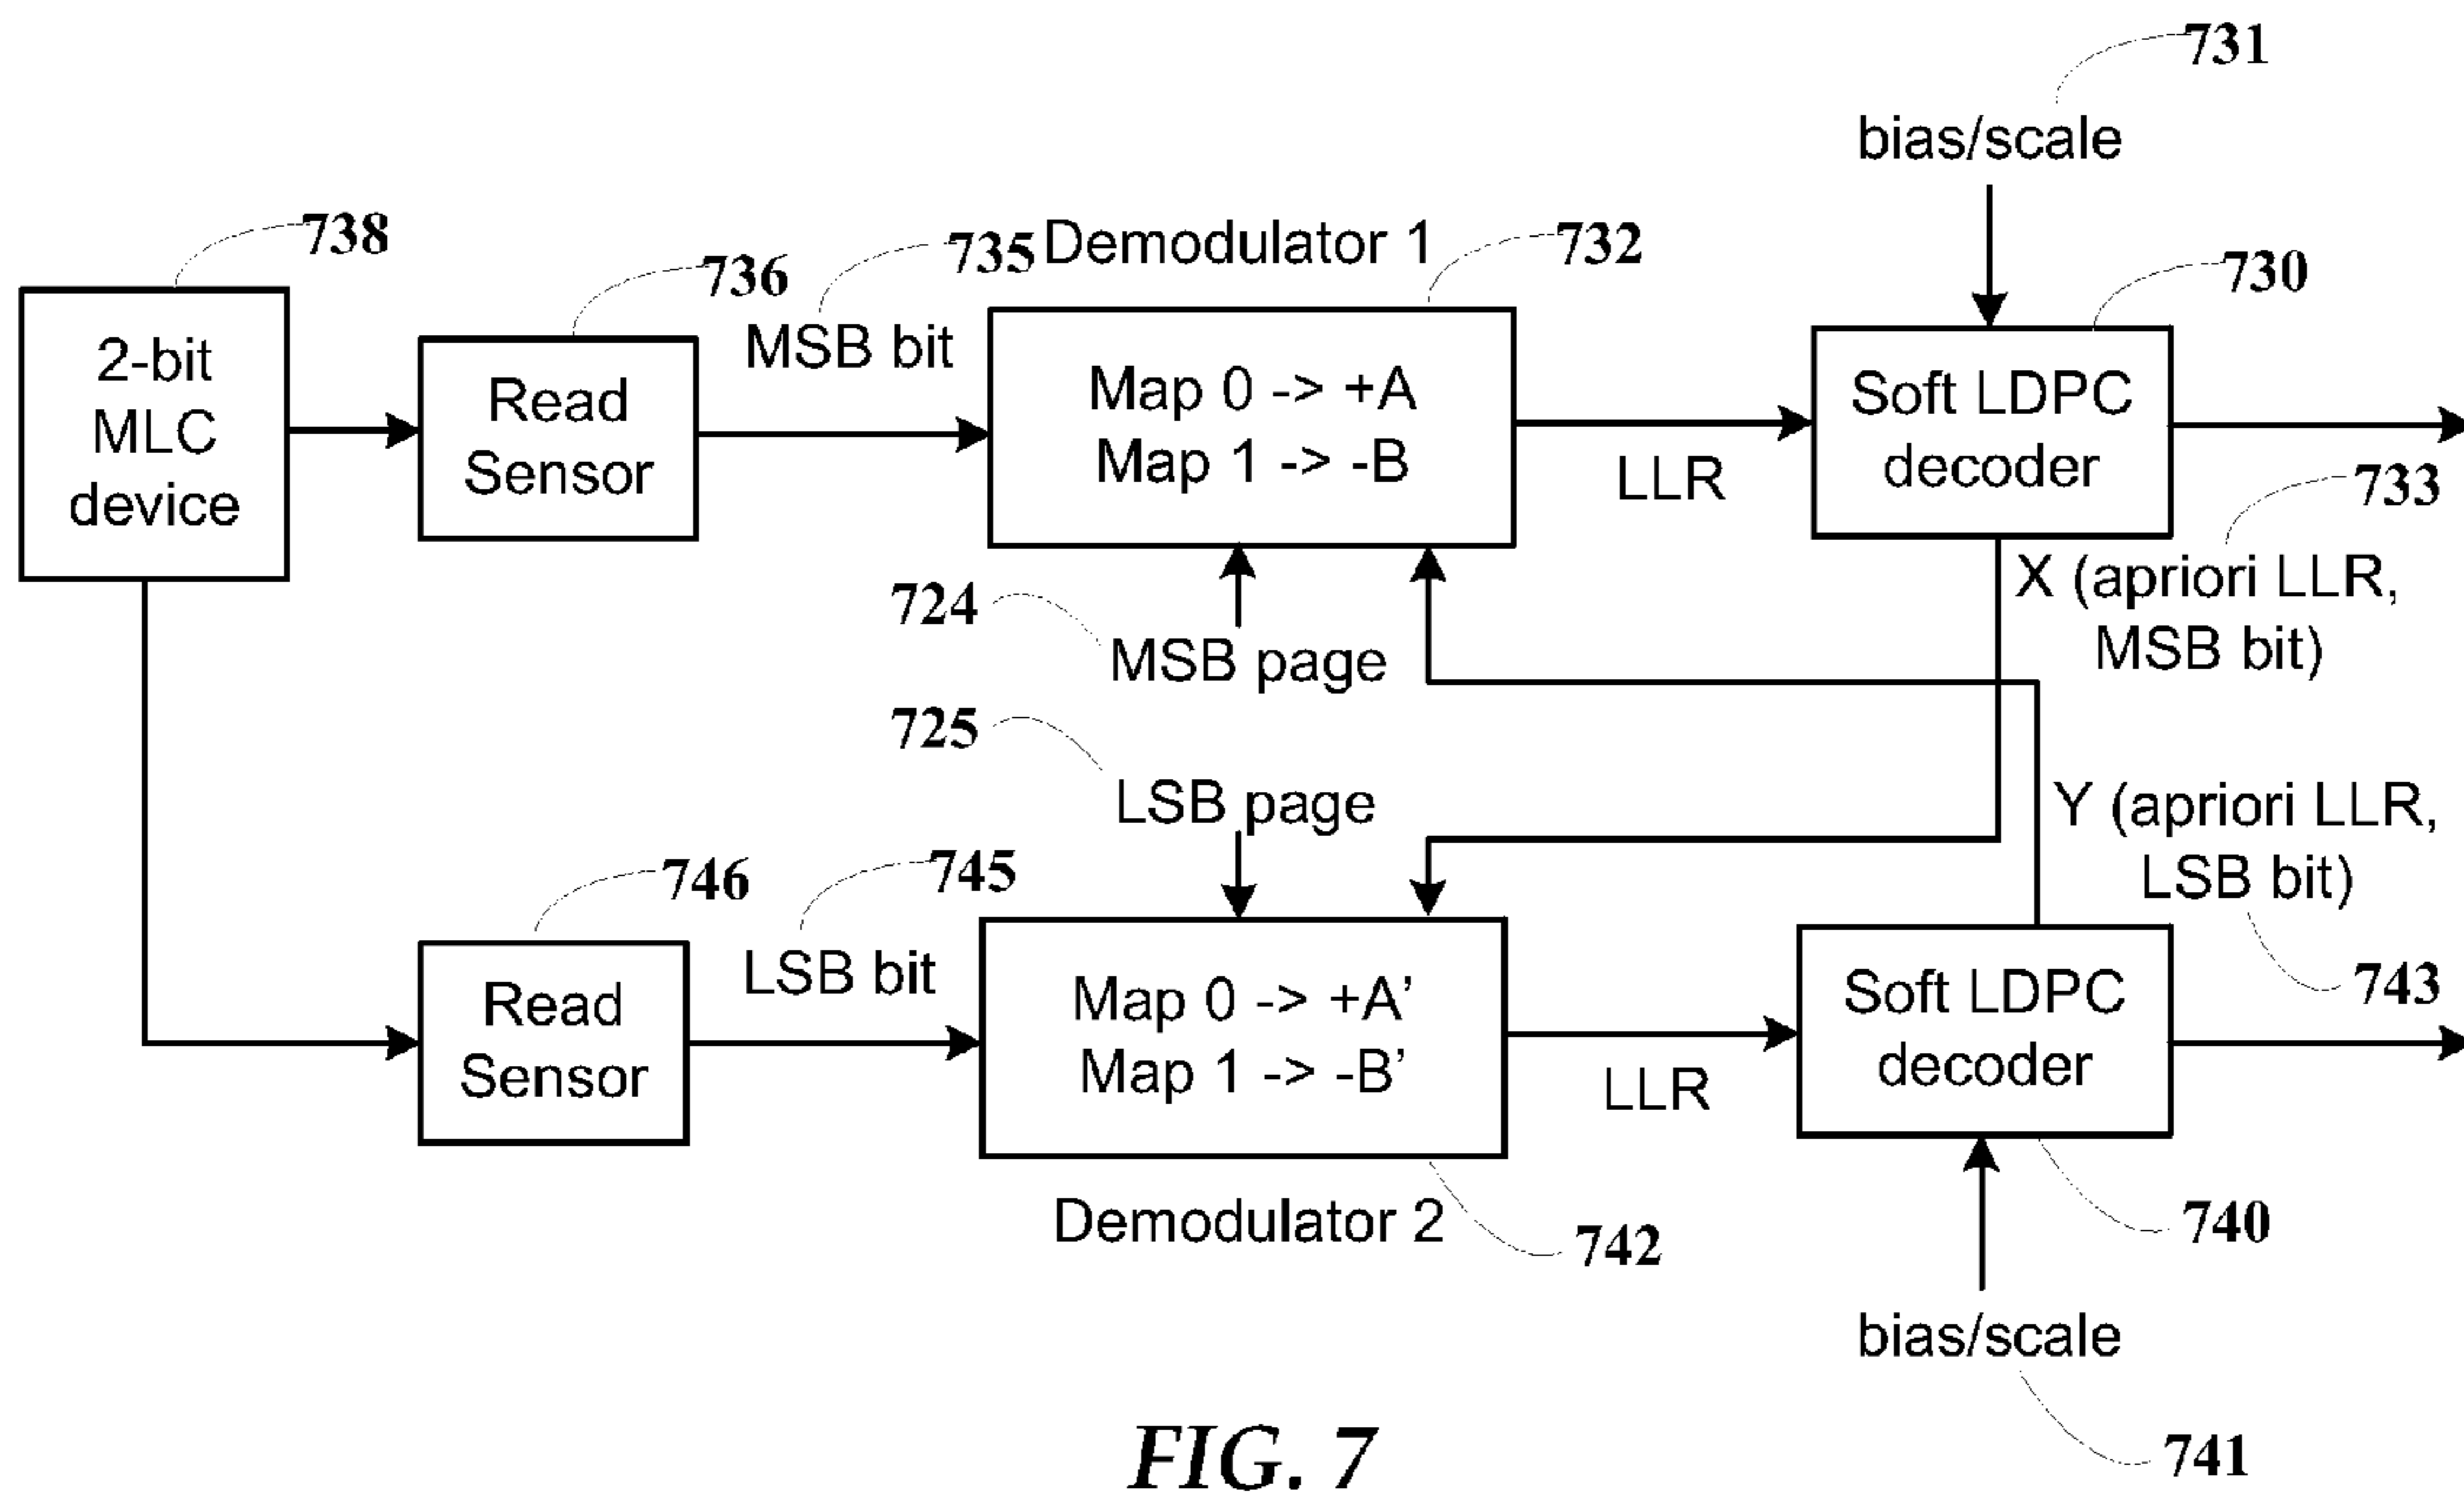 731
bias/scale
738
736
735
Demodulator 1
732
730
2-bit
MLC
device
Read
Sensor
MSB bit
Map 0 -> +A
Map 1 -> -B
LLR
Soft LDPC
decoder
733
X (apriori LLR,
MSB bit)
724
MSB page
725
LSB page
Y (apriori LLR,
LSB bit)
743
746
745
Read
Sensor
LSB bit
Map 0 -> +A’
Map 1 -> -B’
LLR
Soft LDPC
decoder
Demodulator 2
742
740
bias/scale
741
FIG. 7